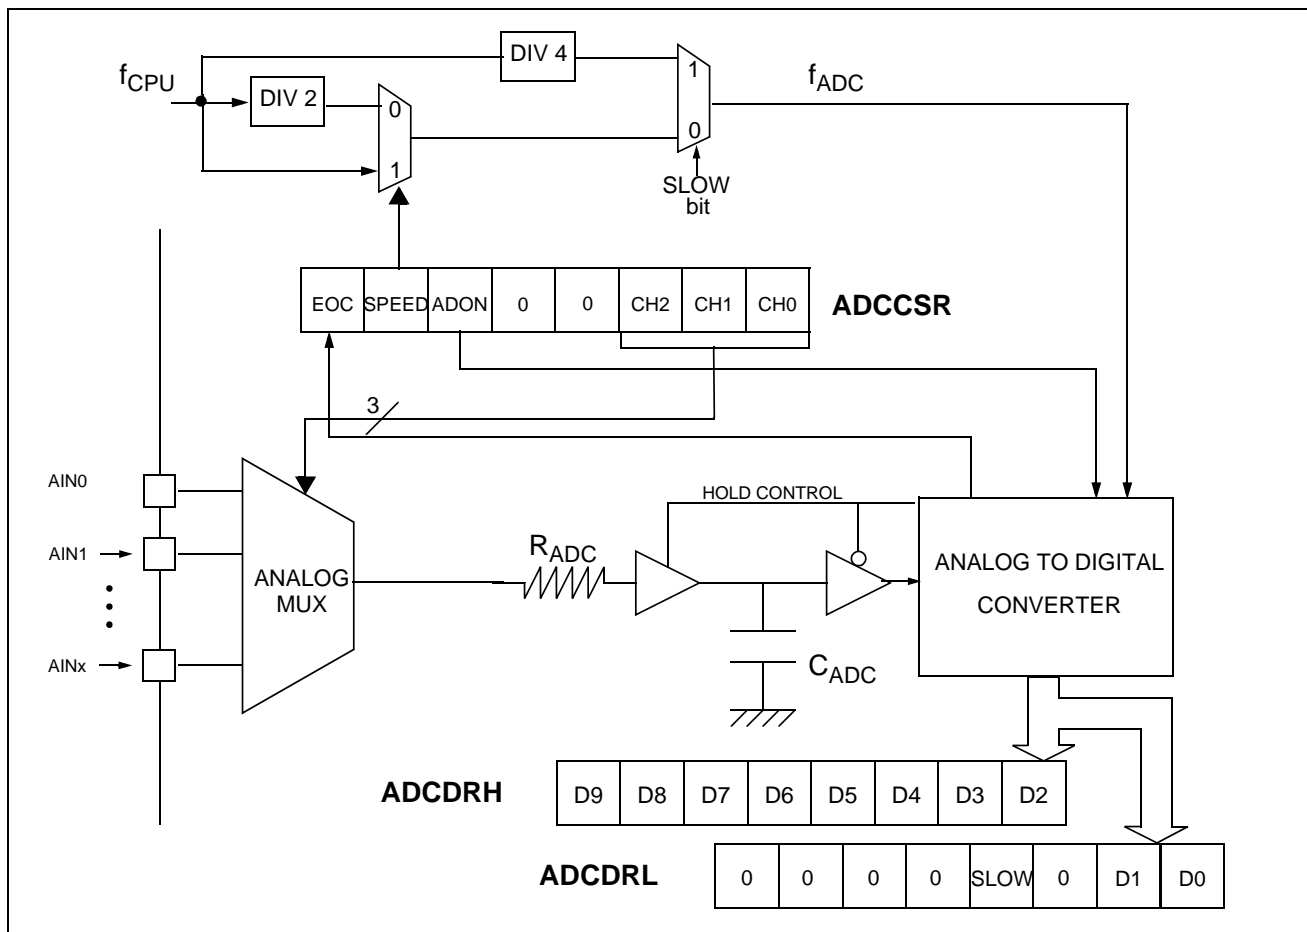 DIV 4
fCPU
DIV 2
0
1
1
0
fADC
SLOW
bit
EOC SPEED ADON 0 0 CH2 CH1 CH0 ADCCSR
3
AIN0
AIN1
AINx
ANALOG
MUX
RADC
HOLD CONTROL
CADC
ANALOG TO DIGITAL
CONVERTER
ADCDRH D9 D8 D7 D6 D5 D4 D3 D2
ADCDRL 0 0 0 0 SLOW 0 D1 D0